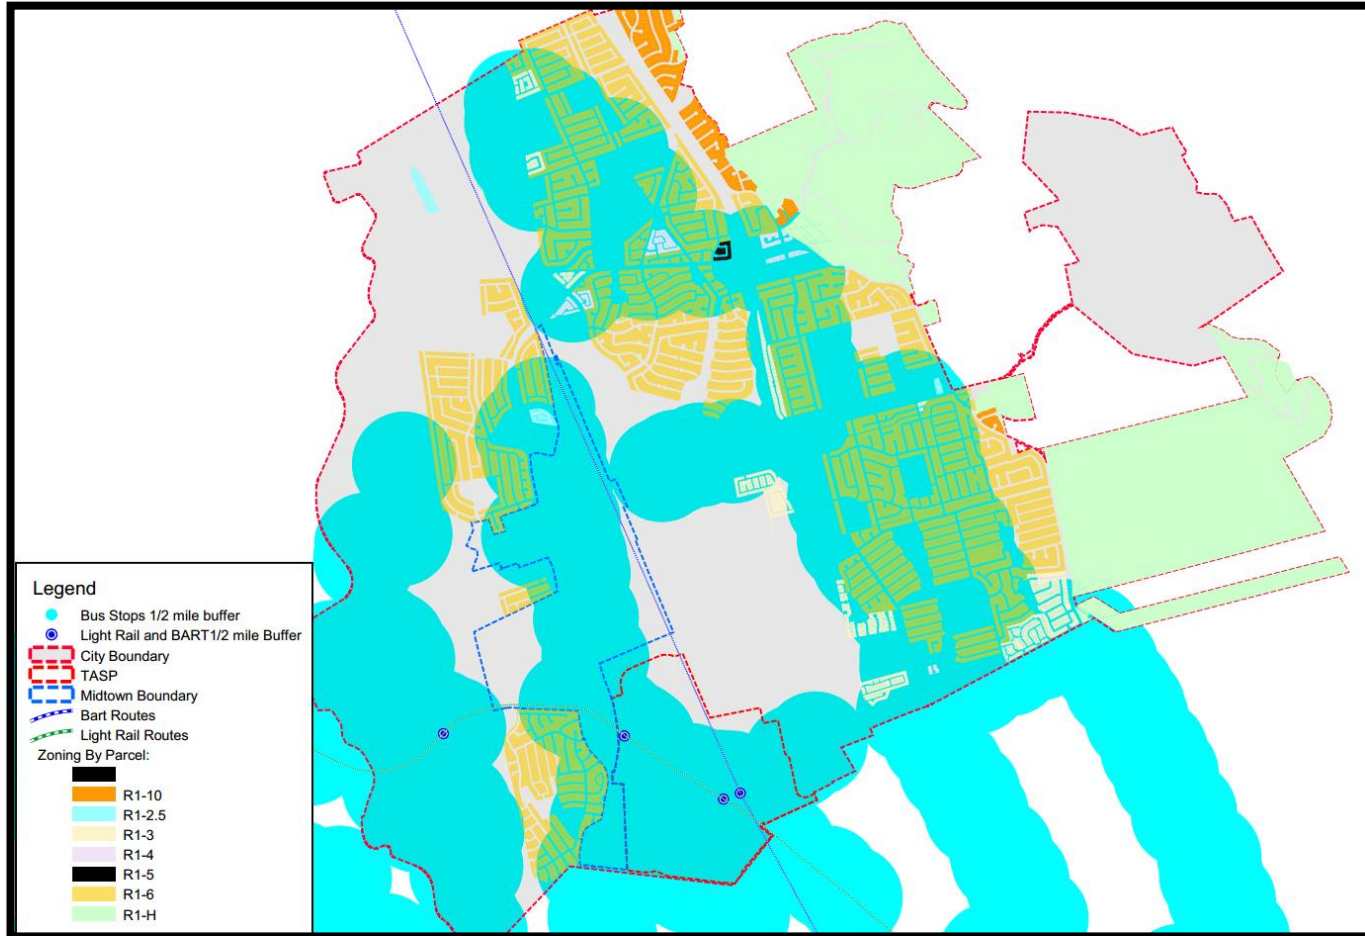 Legend
Bus Stops 1/2 mile buffer
Light Rail and BART1/2 mile Buffer
City Boundary
TASP
Midtown Boundary
Bart Routes
Light Rail Routes
Zoning By Parcel:
R1-10
R1-2.5
R1-3
R1-4
R1-5
R1-6
R1-H